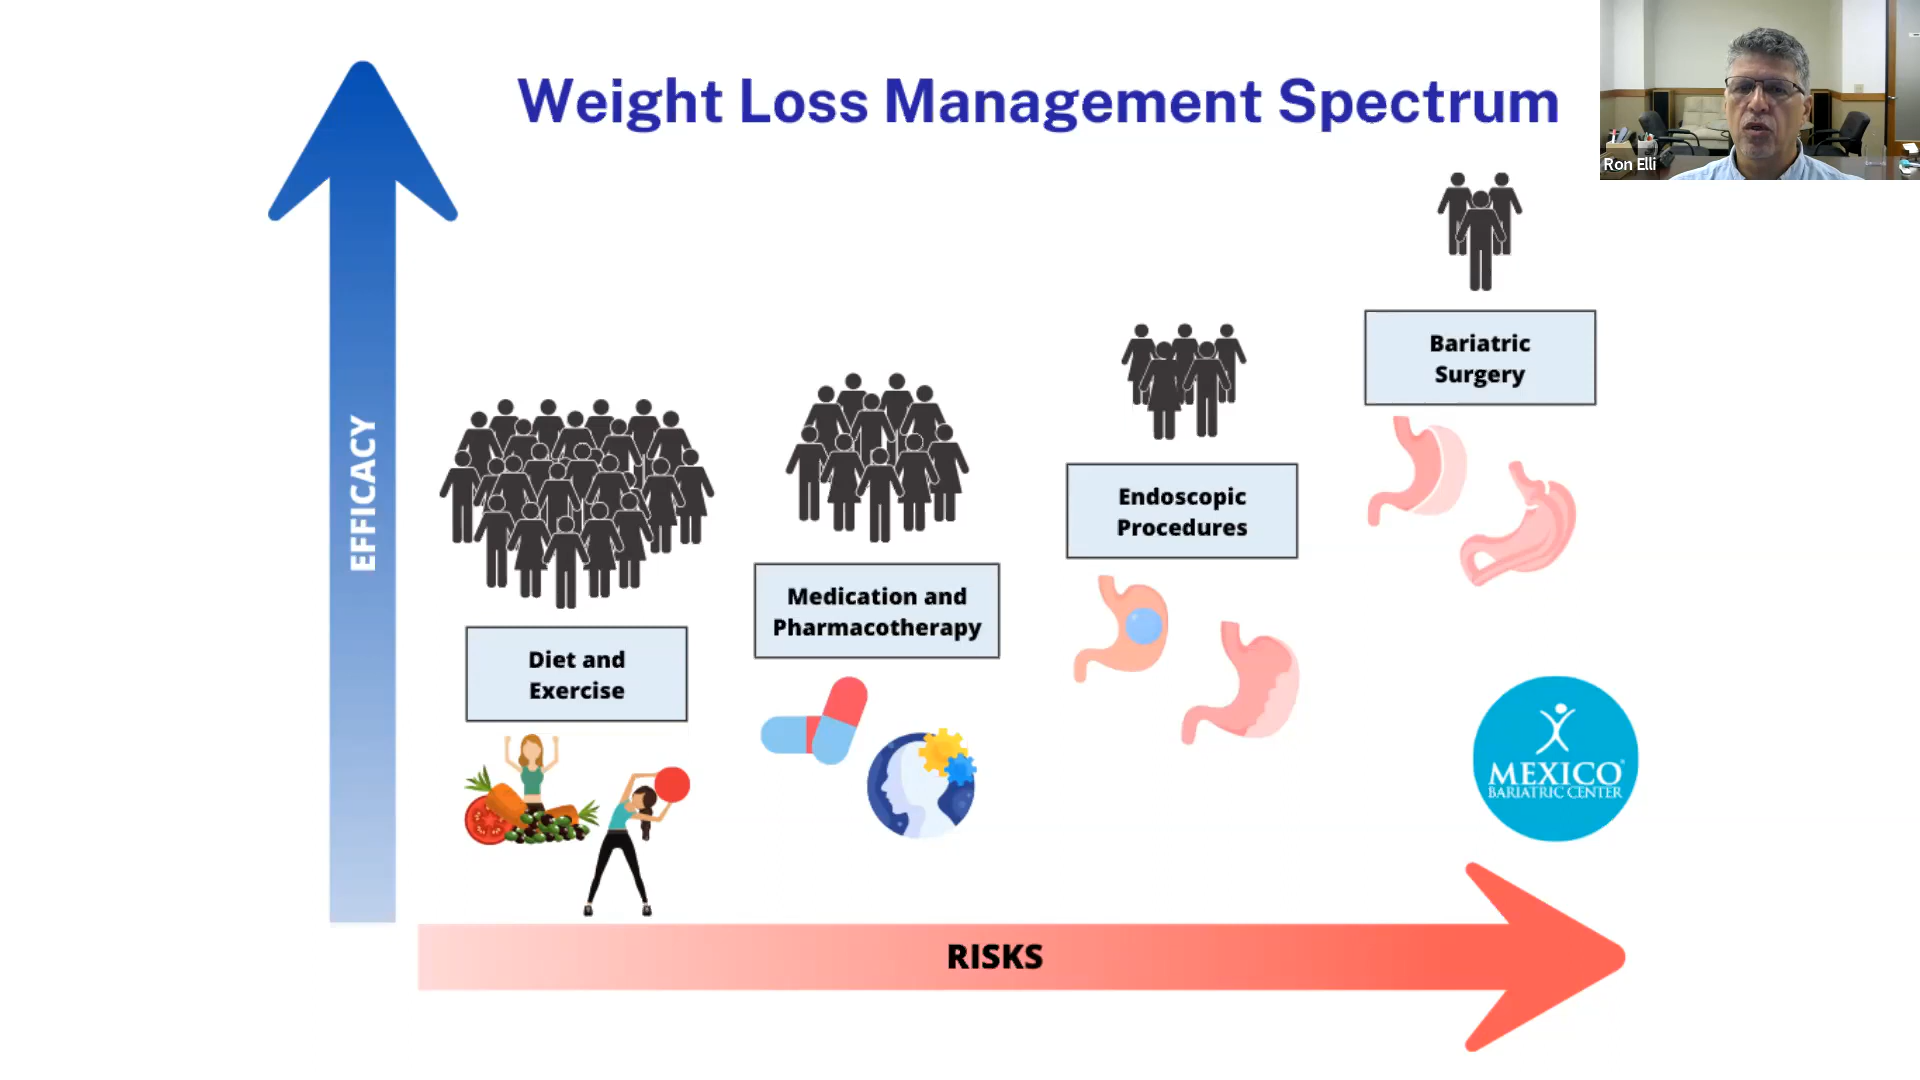 Weight Loss Management Spectrum
Ron Elli
Bariatric
Surgery
Endoscopic
Procedures
Medication and
Pharmacotherapy
Diet and
Exercise
EFFICACY
MEXICO
BARIATRIC CENTER
RISKS